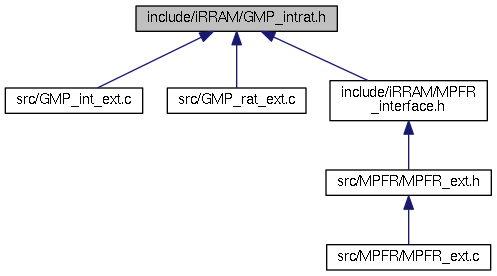 include/iRRAM/GMP_intrat.h
src/GMP_int_ext.c
src/GMP_rat_ext.c
include/iRRAM/MPFR
_interface.h
src/MPFR/MPFR_ext.h
src/MPFR/MPFR_ext.c